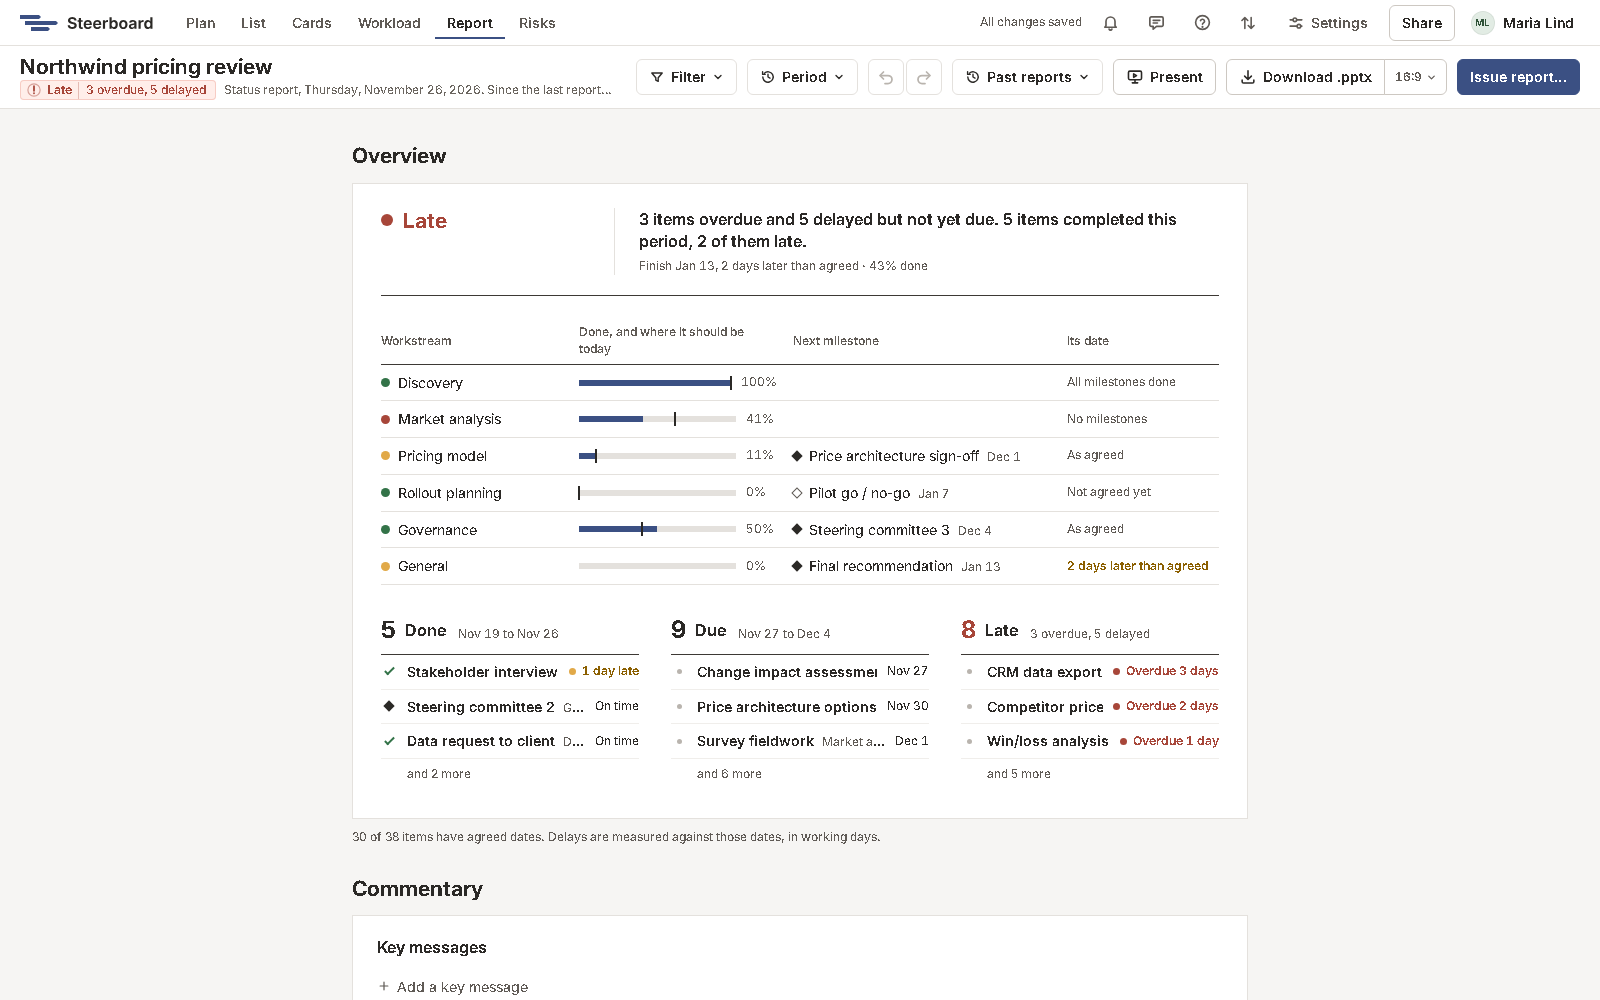 Steerboard
Plan
List
Cards
Workload
Report
Risks
All changes saved
Settings
Share
ML
Maria Lind
Northwind pricing review
Late
3 overdue, 5 delayed
Status report, Thursday, November 26, 2026. Since the last report...
Filter
Period
Past reports
Present
Download .pptx
16:9
Issue report...
Overview
Late
3 items overdue and 5 delayed but not yet due. 5 items completed this
period, 2 of them late.
Finish Jan 13, 2 days later than agreed · 43% done
Workstream
Done, and where it should be
today
Next milestone
Its date
Discovery
100%
All milestones done
Market analysis
41%
No milestones
Pricing model
11%
Price architecture sign-off Dec 1
As agreed
Rollout planning
0%
Pilot go / no-go Jan 7
Not agreed yet
Governance
50%
Steering committee 3 Dec 4
As agreed
General
0%
Final recommendation Jan 13
2 days later than agreed
5 Done Nov 19 to Nov 26
Stakeholder interview 1 day late
Steering committee 2 G... On time
Data request to client D... On time
and 2 more
9 Due Nov 27 to Dec 4
Change impact assessmer Nov 27
Price architecture options Nov 30
Survey fieldwork Market a... Dec 1
and 6 more
8 Late 3 overdue, 5 delayed
CRM data export Overdue 3 days
Competitor price Overdue 2 days
Win/loss analysis Overdue 1 day
and 5 more
30 of 38 items have agreed dates. Delays are measured against those dates, in working days.
Commentary
Key messages
+ Add a key message